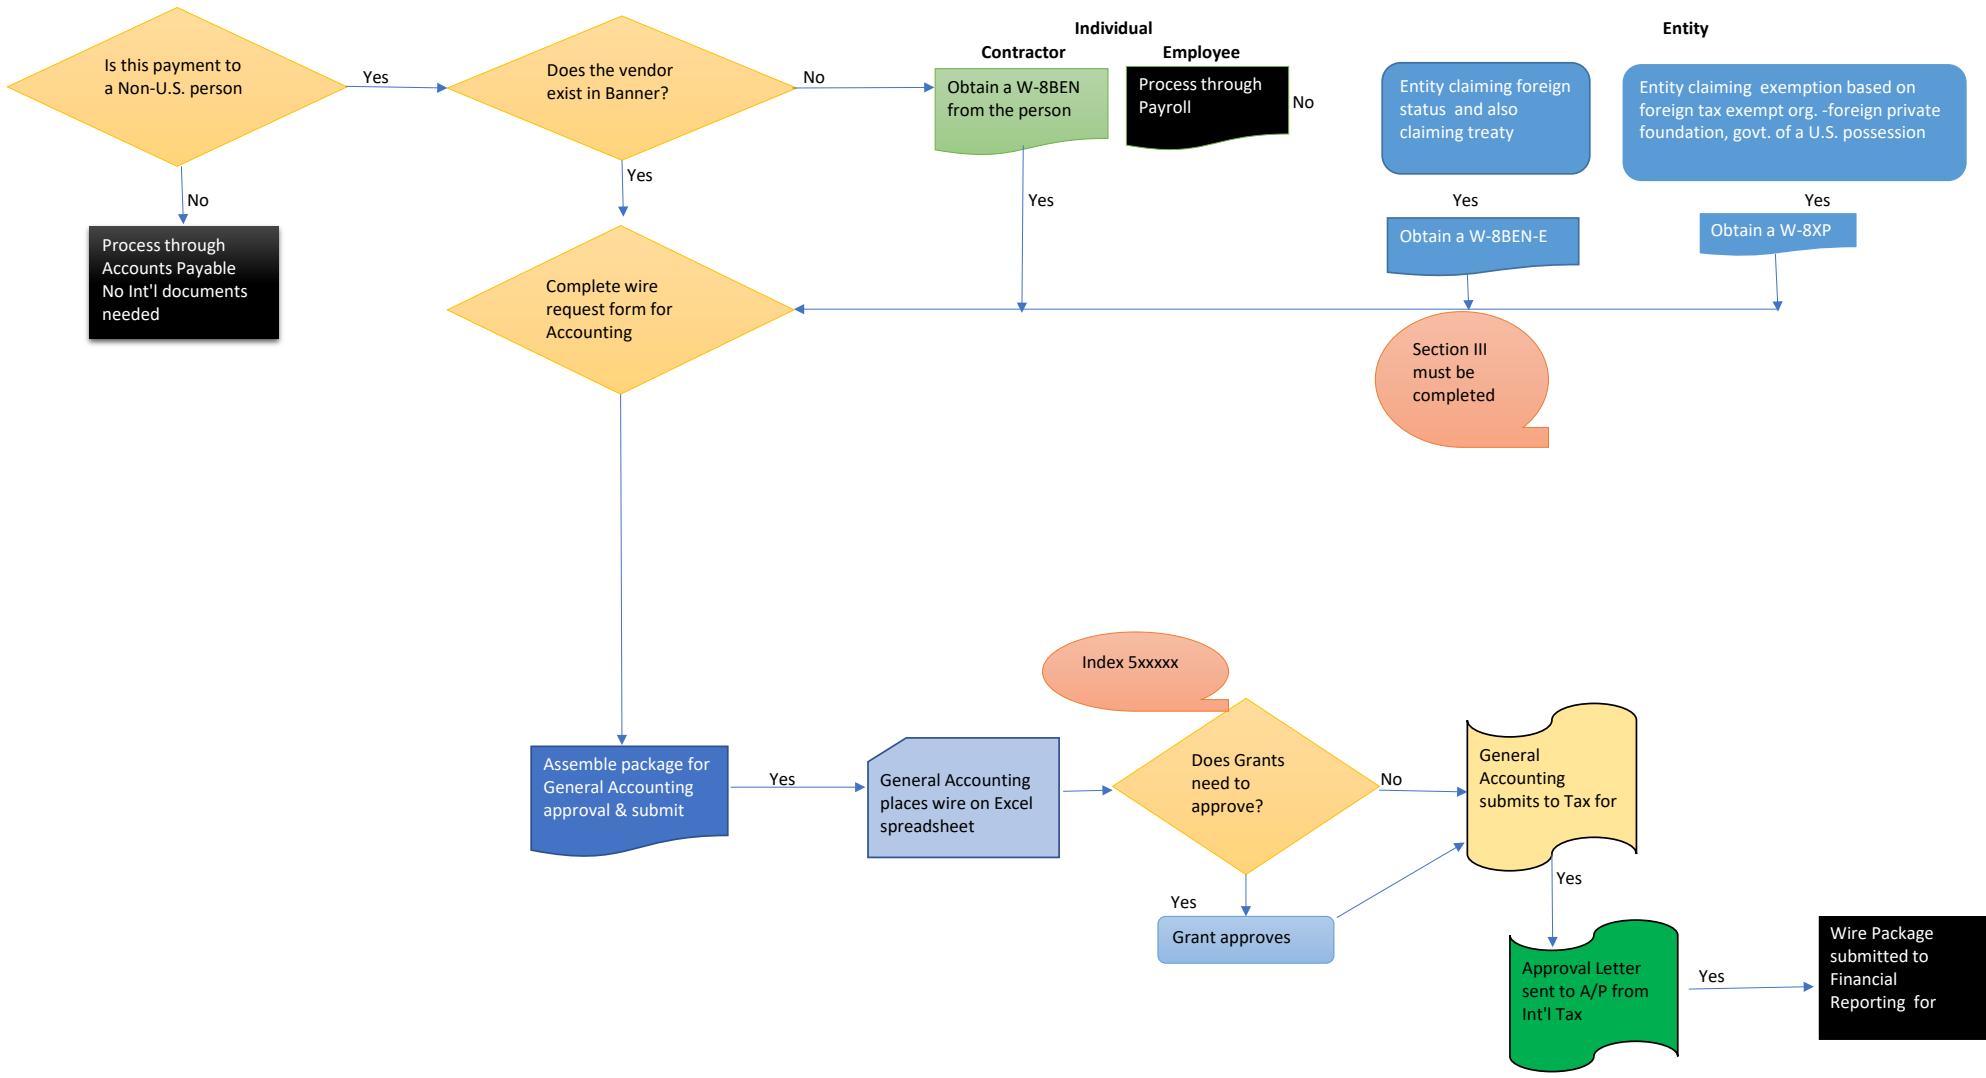 Individual
Entity
Contractor
Employee
Is this payment to
a Non-U.S. person
Yes
Does the vendor
exist in Banner?
No
Obtain a W-8BEN
from the person
Process through
Payroll
No
Entity claiming foreign
status  and also
claiming treaty
Entity claiming  exemption based on
foreign tax exempt org. -foreign private
foundation, govt. of a U.S. possession
No
Yes
Yes
Yes
Yes
Process through
Accounts Payable
No Int'l documents
needed
Obtain a W-8BEN-E
Obtain a W-8XP
Complete wire
request form for
Accounting
Section III
must be
completed
Index 5xxxxx
Assemble package for
General Accounting
approval & submit
Yes
General Accounting
places wire on Excel
spreadsheet
Does Grants
need to
approve?
No
General
Accounting
submits to Tax for
Yes
Yes
Grant approves
Approval Letter
sent to A/P from
Int'l Tax
Yes
Wire Package
submitted to
Financial
Reporting  for